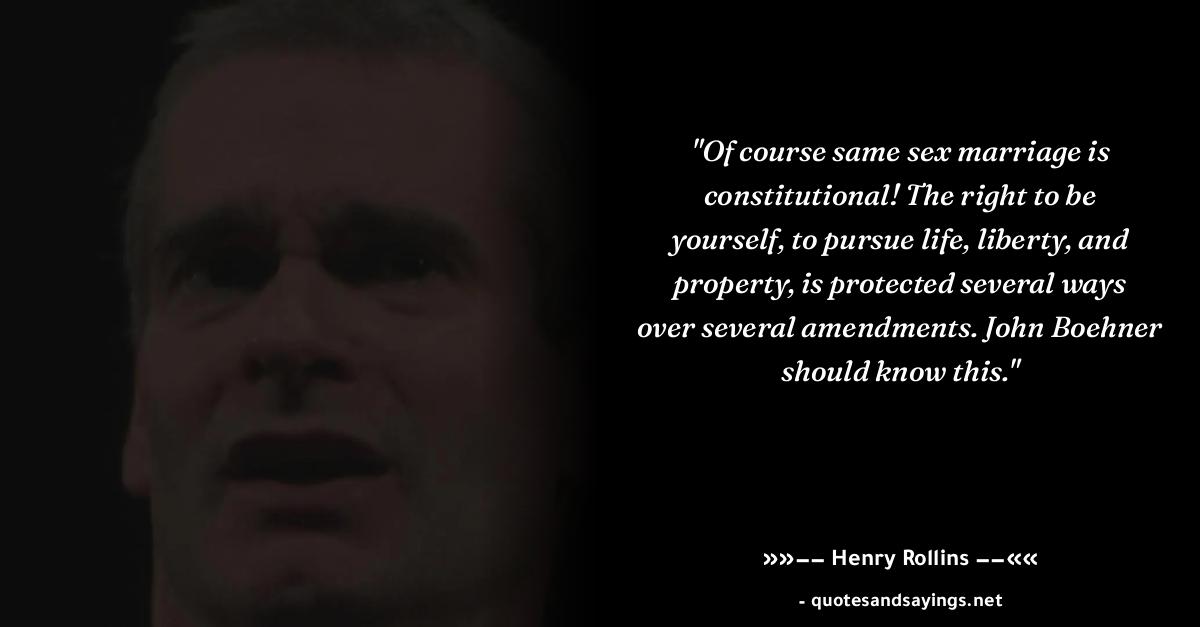 "Of course same sex marriage is
constitutional! The right to be
yourself, to pursue life, liberty, and
property, is protected several ways
over several amendments. John Boehner
should know this."
»»−− Henry Rollins −−««
- quotesandsayings.net